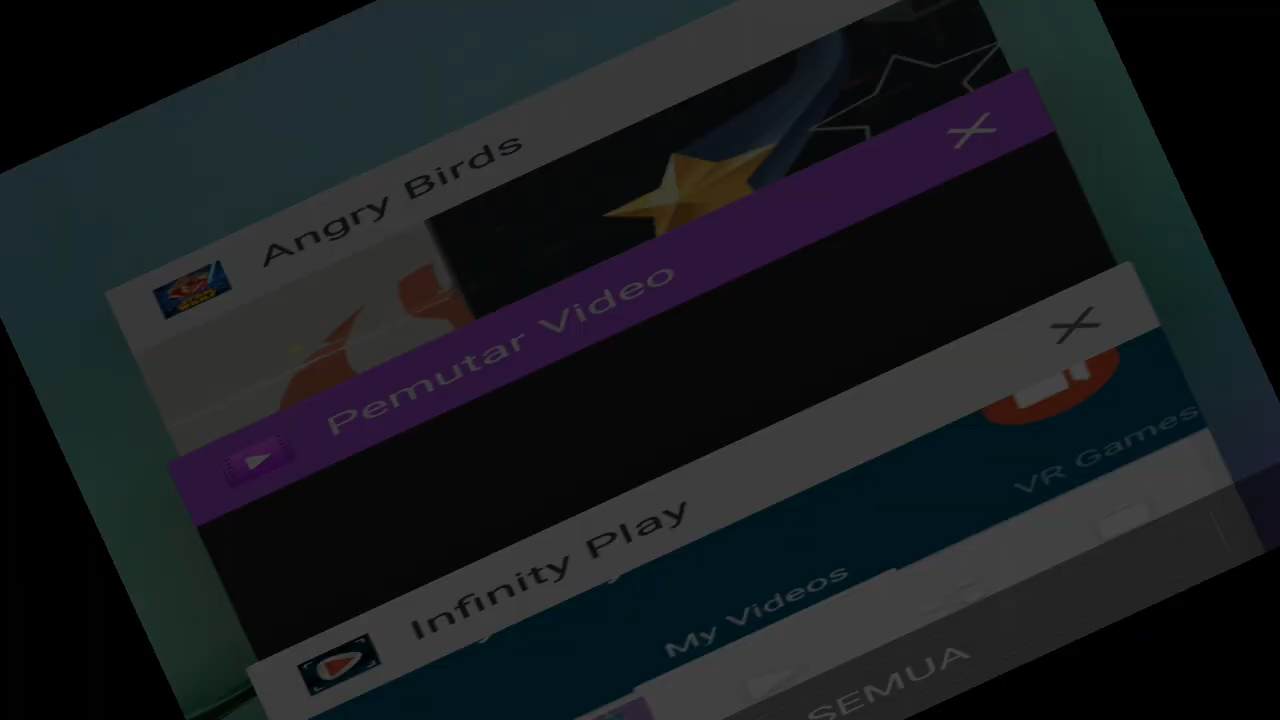 Angry Birds
Pemutar Video
Infinity Play
VR Games
My Videos
SEMUA